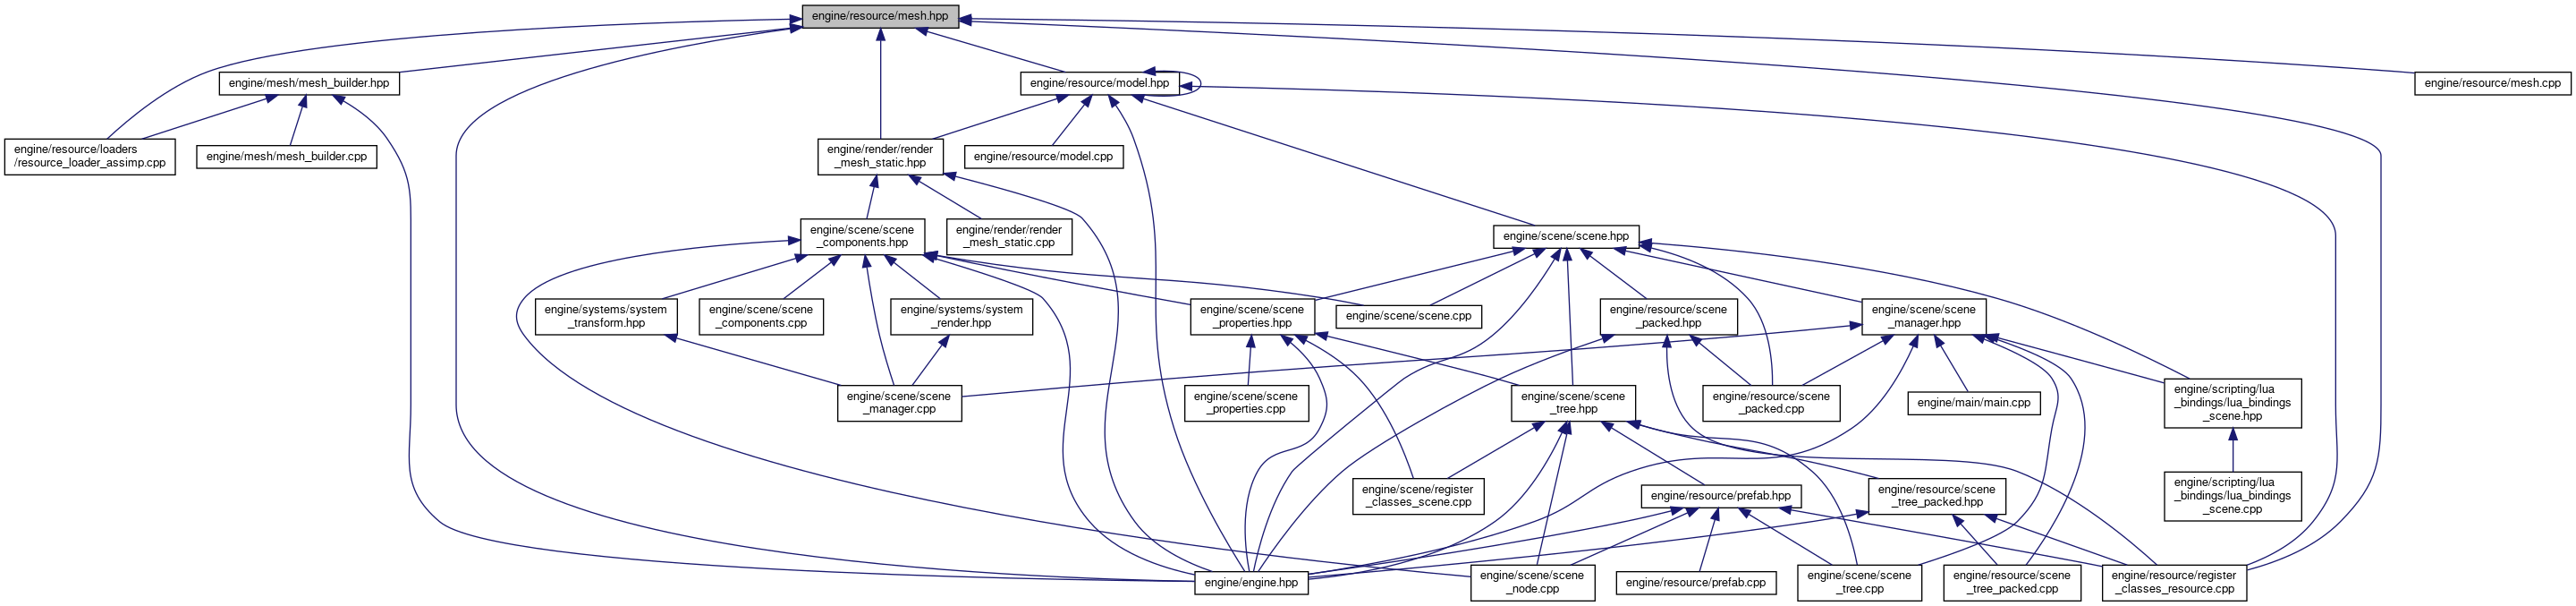 engine/resource/mesh.hpp
engine/mesh/mesh_builder.hpp
engine/resource/model.hpp
engine/resource/mesh.cpp
engine/resource/loaders
/resource_loader_assimp.cpp
engine/mesh/mesh_builder.cpp
engine/render/render
_mesh_static.hpp
engine/resource/model.cpp
engine/scene/scene
_components.hpp
engine/render/render
_mesh_static.cpp
engine/scene/scene.hpp
engine/systems/system
_transform.hpp
engine/scene/scene
_components.cpp
engine/systems/system
_render.hpp
engine/scene/scene
_properties.hpp
engine/scene/scene.cpp
engine/resource/scene
_packed.hpp
engine/scene/scene
_manager.hpp
engine/scene/scene
_manager.cpp
engine/scene/scene
_properties.cpp
engine/scene/scene
_tree.hpp
engine/resource/scene
_packed.cpp
engine/main/main.cpp
engine/scripting/lua
_bindings/lua_bindings
_scene.hpp
engine/scene/register
_classes_scene.cpp
engine/resource/prefab.hpp
engine/resource/scene
_tree_packed.hpp
engine/scripting/lua
_bindings/lua_bindings
_scene.cpp
engine/engine.hpp
engine/scene/scene
_node.cpp
engine/resource/prefab.cpp
engine/scene/scene
_tree.cpp
engine/resource/scene
_tree_packed.cpp
engine/resource/register
_classes_resource.cpp